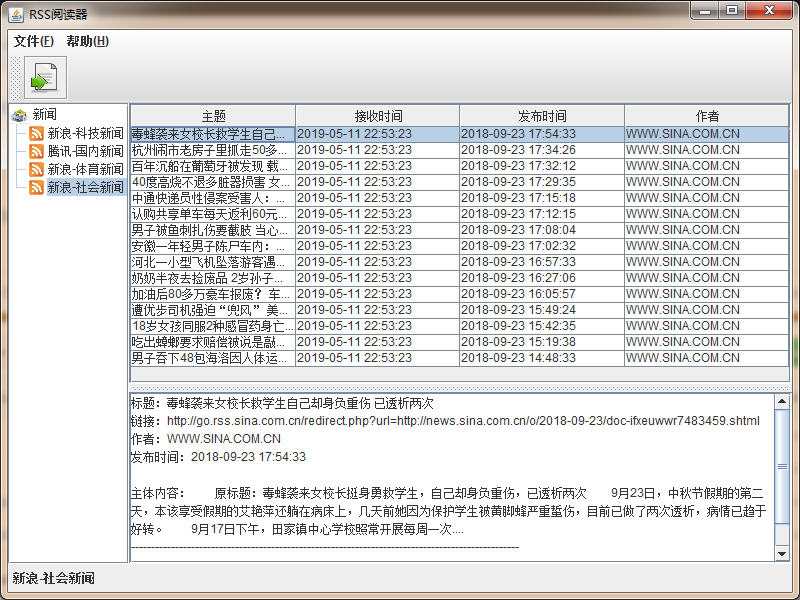 RSS阅读器
文件(F) 帮助(H)
新闻
新浪-科技新闻
腾讯-国内新闻
新浪-体育新闻
新浪-社会新闻
主题 接收时间 发布时间 作者
毒蜂袭来女校长救学生自己... 2019-05-11 22:53:23 2018-09-23 17:54:33 WWW.SINA.COM.CN
杭州闹市老房子里抓走50多... 2019-05-11 22:53:23 2018-09-23 17:34:26 WWW.SINA.COM.CN
百年沉船在葡萄牙被发现 载... 2019-05-11 22:53:23 2018-09-23 17:32:12 WWW.SINA.COM.CN
40度高烧不退多脏器损害 女... 2019-05-11 22:53:23 2018-09-23 17:29:35 WWW.SINA.COM.CN
中通快递员性侵案受害人：... 2019-05-11 22:53:23 2018-09-23 17:15:18 WWW.SINA.COM.CN
认购共享单车每天返利60元... 2019-05-11 22:53:23 2018-09-23 17:12:15 WWW.SINA.COM.CN
男子被鱼刺扎伤要截肢 当心... 2019-05-11 22:53:23 2018-09-23 17:08:04 WWW.SINA.COM.CN
安徽一年轻男子陈尸车内：... 2019-05-11 22:53:23 2018-09-23 17:02:32 WWW.SINA.COM.CN
河北一小型飞机坠落游客遇... 2019-05-11 22:53:23 2018-09-23 16:57:33 WWW.SINA.COM.CN
奶奶半夜去捡废品 2岁孙子... 2019-05-11 22:53:23 2018-09-23 16:27:06 WWW.SINA.COM.CN
加油后80多万豪车报废？车... 2019-05-11 22:53:23 2018-09-23 16:05:57 WWW.SINA.COM.CN
遭优步司机强迫“兜风” 美... 2019-05-11 22:53:23 2018-09-23 15:49:24 WWW.SINA.COM.CN
18岁女孩同服2种感冒药身亡... 2019-05-11 22:53:23 2018-09-23 15:42:35 WWW.SINA.COM.CN
吃出蟑螂要求赔偿被说是敲... 2019-05-11 22:53:23 2018-09-23 15:19:38 WWW.SINA.COM.CN
男子吞下48包海洛因人体运... 2019-05-11 22:53:23 2018-09-23 14:48:33 WWW.SINA.COM.CN
标题：毒蜂袭来女校长救学生自己却身负重伤 已透析两次
链接：http://go.rss.sina.com.cn/redirect.php?url=http://news.sina.com.cn/o/2018-09-23/doc-ifxeuwwr7483459.shtml
作者：WWW.SINA.COM.CN
发布时间：2018-09-23 17:54:33
主体内容： 原标题：毒蜂袭来女校长挺身勇救学生，自己却身负重伤，已透析两次 9月23日，中秋节假期的第二
天，本该享受假期的艾艳萍还躺在病床上，几天前她因为保护学生被黄脚蜂严重蜇伤，目前已做了两次透析，病情已趋于
好转。 9月17日下午，田家镇中心学校照常开展每周一次....
新浪-社会新闻